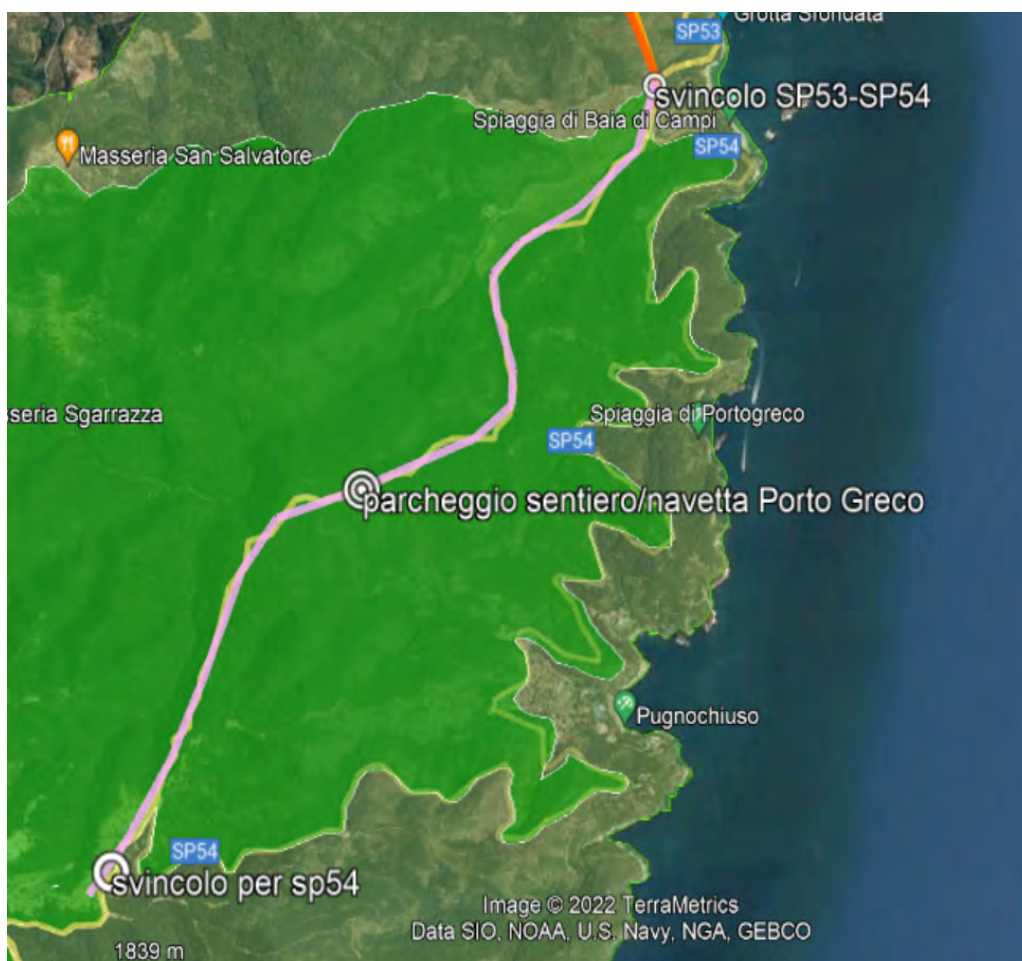 Grotta Sfondata
SP53
svincolo SP53-SP54
Spiaggia di Baia di Campi
SP54
Masseria San Salvatore
sseria Sgarrazza
Spiaggia di Portogreco
SP54
parcheggio sentiero/navetta Porto Greco
Pugnochiuso
SP54
svincolo per sp54
Image © 2022 TerraMetrics
Data SIO, NOAA, U.S. Navy, NGA, GEBCO
1839 m